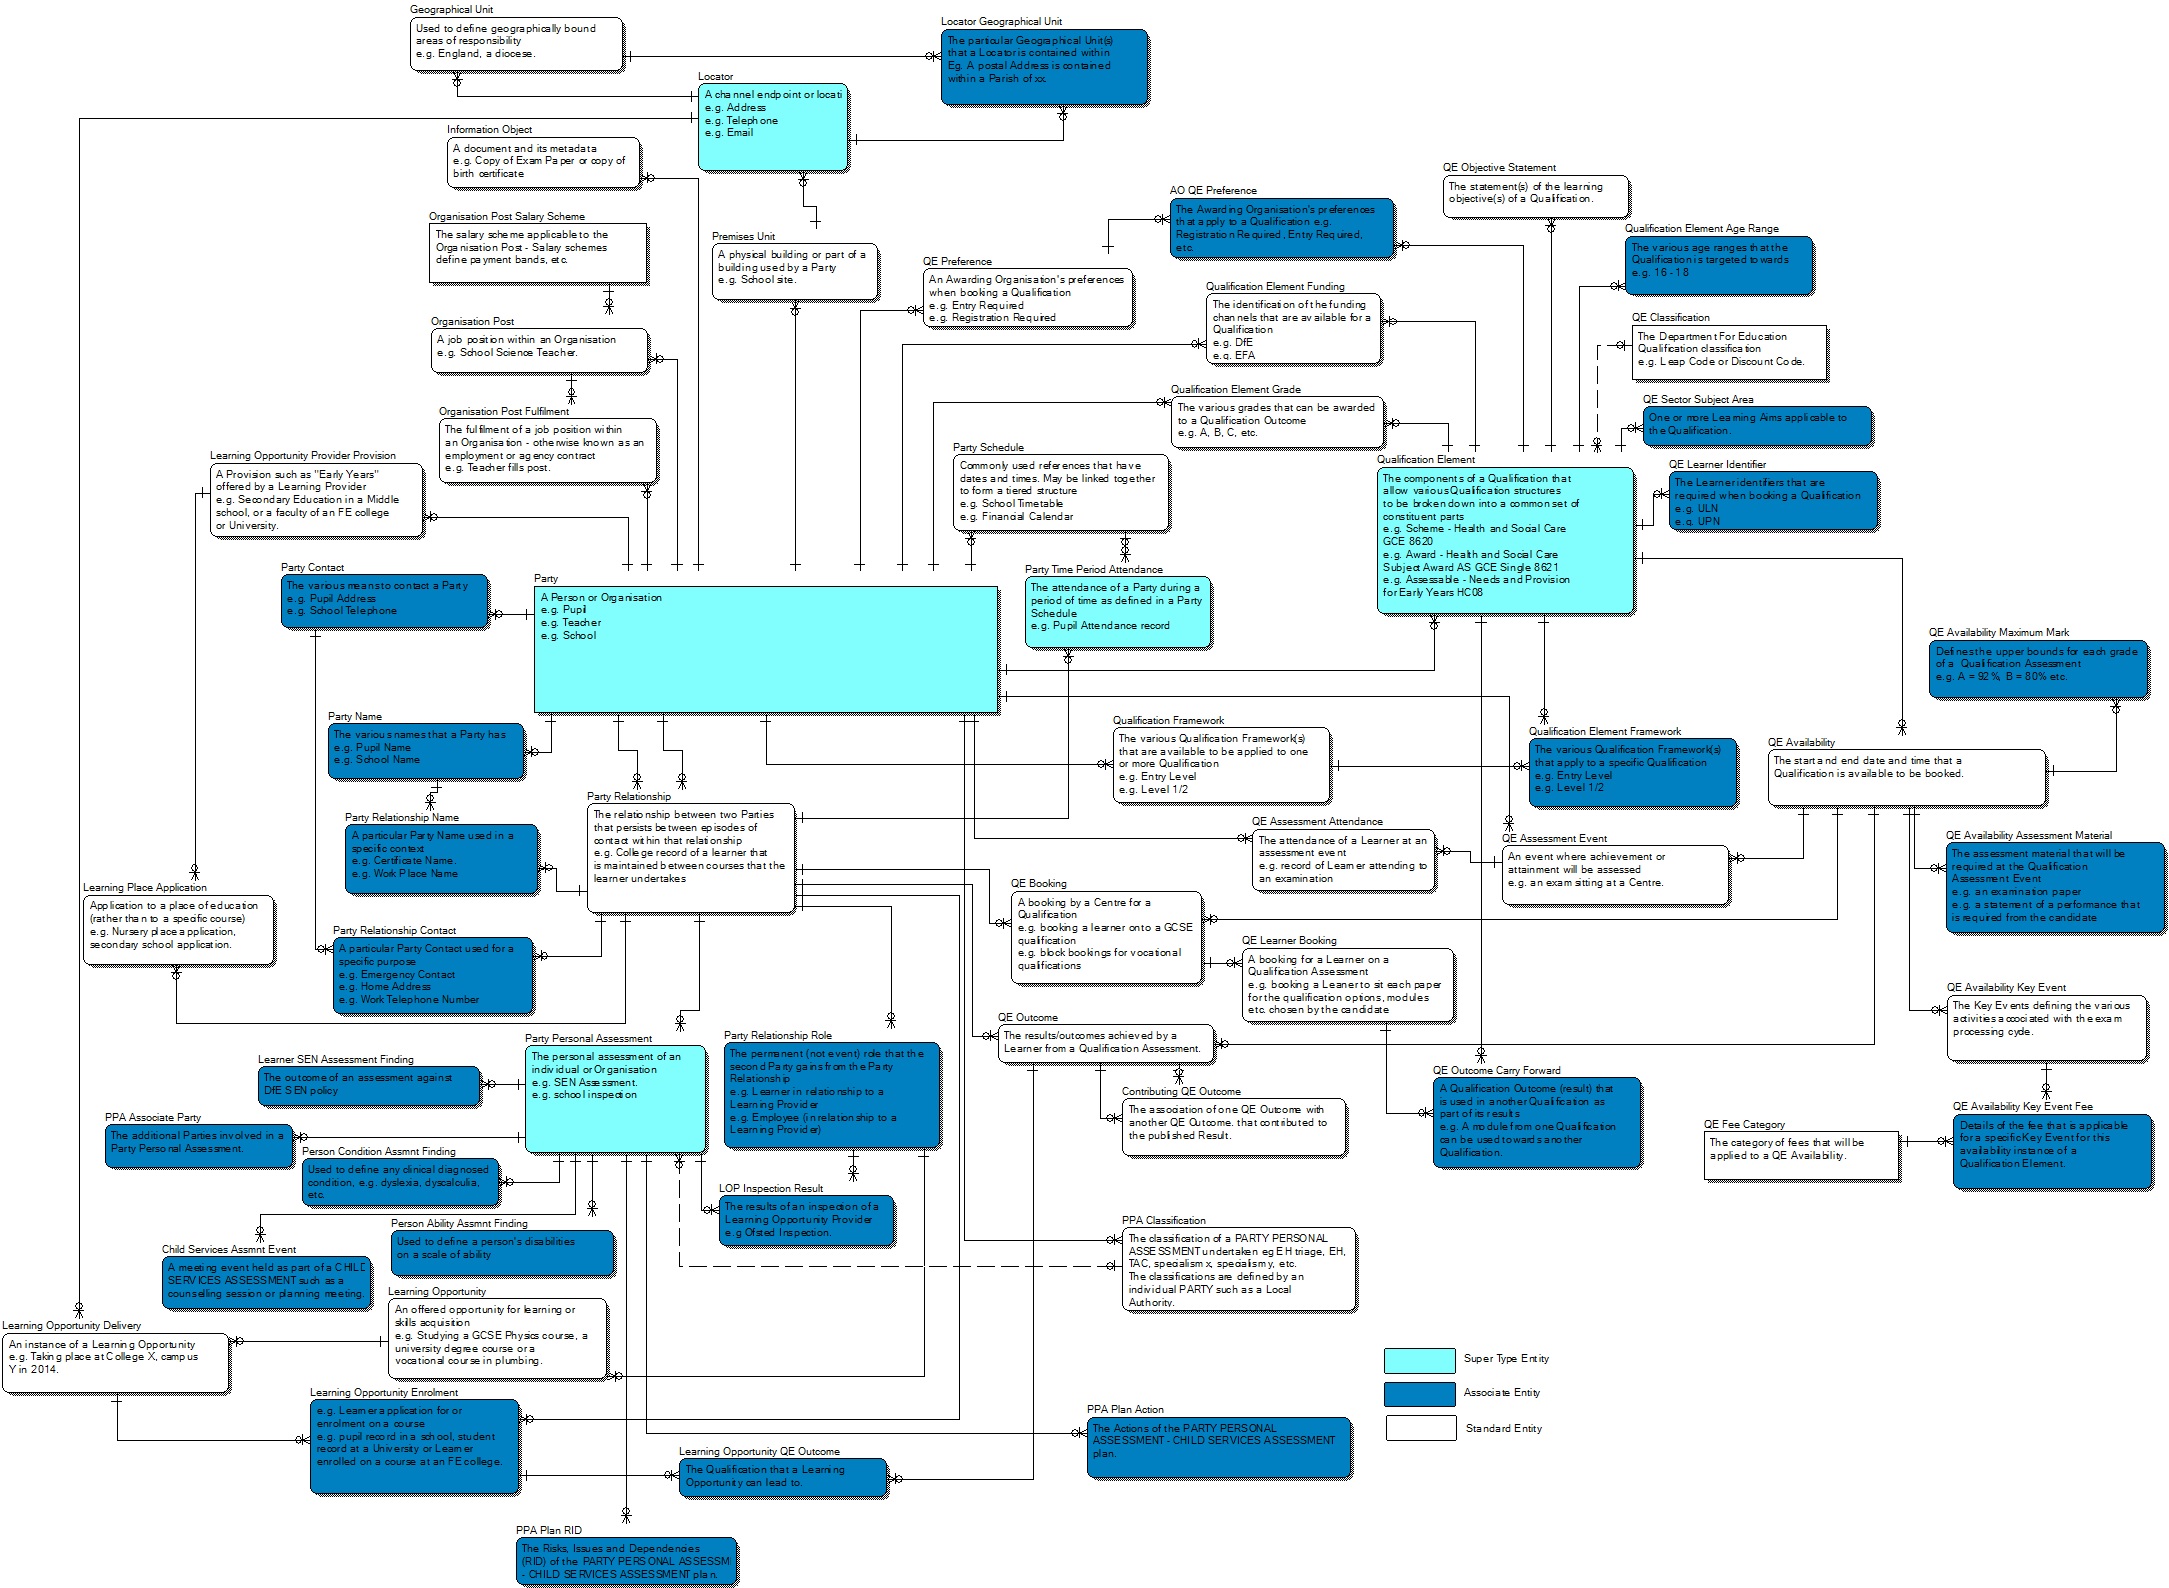 Geographical Unit
Used to define geographically bound
areas of responsibility
e.g. England, a diocese.
Locator Geographical Unit
The particular Geographical Unit(s)
that a Locator is contained within
Eg. A postal Address is contained
within a Parish of xx.
Locator
A channel endpoint or locati
e.g. Address
e.g. Telephone
e.g. Email
Information Object
A document and its metadata
e.g. Copy of Exam Paper or copy of
birth certificate
QE Objective Statement
The statement(s) of the learning
objective(s) of a Qualification.
AO QE Preference
The Awarding Organisation's preferences
that apply to a Qualification e.g.
Registration Required, Entry Required,
etc.
Organisation Post Salary Scheme
The salary scheme applicable to the
Organisation Post - Salary schemes
define payment bands, etc.
Premises Unit
A physical building or part of a
building used by a Party
e.g. School site.
Qualification Element Age Range
The various age ranges that the
Qualification is targeted towards
e.g. 16 - 18
QE Preference
An Awarding Organisation's preferences
when booking a Qualification
e.g. Entry Required
e.g. Registration Required
Qualification Element Funding
The identification of the funding
channels that are available for a
Qualification
e.g. DfE
e.g. EFA
QE Classification
The Department For Education
Qualification classification
e.g. Leap Code or Discount Code.
Organisation Post
A job position within an Organisation
e.g. School Science Teacher.
Qualification Element Grade
The various grades that can be awarded
to a Qualification Outcome
e.g. A, B, C, etc.
QE Sector Subject Area
One or more Learning Aims applicable to
the Qualification.
Organisation Post Fulfilment
The fulfilment of a job position within
an Organisation - otherwise known as an
employment or agency contract
e.g. Teacher fills post.
Learning Opportunity Provider Provision
A Provision such as "Early Years"
offered by a Learning Provider
e.g. Secondary Education in a Middle
school, or a faculty of an FE college
or University.
Party Schedule
Commonly used references that have
dates and times. May be linked together
to form a tiered structure
e.g. School Timetable
e.g. Financial Calendar
Qualification Element
The components of a Qualification that
allow various Qualification structures
to be broken down into a common set of
constituent parts
e.g. Scheme - Health and Social Care
GCE 8620
e.g. Award - Health and Social Care
Subject Award AS GCE Single 8621
e.g. Assessable - Needs and Provision
for Early Years HC08
QE Learner Identifier
The Learner identifiers that are
required when booking a Qualification
e.g. ULN
e.g. UPN
Party Contact
The various means to contact a Party
e.g. Pupil Address
e.g. School Telephone
Party
A Person or Organisation
e.g. Pupil
e.g. Teacher
e.g. School
Party Time Period Attendance
The attendance of a Party during a
period of time as defined in a Party
Schedule
e.g. Pupil Attendance record
QE Availability Maximum Mark
Defines the upper bounds for each grade
of a Qualification Assessment
e.g. A = 92%, B = 80% etc.
Party Name
The various names that a Party has
e.g. Pupil Name
e.g. School Name
Qualification Framework
The various Qualification Framework(s)
that are available to be applied to one
or more Qualification
e.g. Entry Level
e.g. Level 1/2
Qualification Element Framework
The various Qualification Framework(s)
that apply to a specific Qualification
e.g. Entry Level
e.g. Level 1/2
QE Availability
The start and end date and time that a
Qualification is available to be booked.
Party Relationship
The relationship between two Parties
that persists between episodes of
contact within that relationship
e.g. College record of a learner that
is maintained between courses that the
learner undertakes
Party Relationship Name
A particular Party Name used in a
specific context
e.g. Certificate Name.
e.g. Work Place Name
QE Assessment Attendance
The attendance of a Learner at an
assessment event
e.g. record of Learner attending to
an examination
QE Assessment Event
An event where achievement or
attainment will be assessed
e.g. an exam sitting at a Centre.
QE Availability Assessment Material
The assessment material that will be
required at the Qualification
Assessment Event
e.g. an examination paper
e.g. a statement of a performance that
is required from the candidate
Learning Place Application
Application to a place of education
(rather than to a specific course)
e.g. Nursery place application,
secondary school application.
QE Booking
A booking by a Centre for a
Qualification
e.g. booking a learner onto a GCSE
qualification
e.g. block bookings for vocational
qualifications
Party Relationship Contact
A particular Party Contact used for a
specific purpose
e.g. Emergency Contact
e.g. Home Address
e.g. Work Telephone Number
QE Learner Booking
A booking for a Learner on a
Qualification Assessment
e.g. booking a Leaner to sit each paper
for the qualification options, modules
etc. chosen by the candidate
QE Availability Key Event
The Key Events defining the various
activities associated with the exam
processing cycle.
QE Outcome
The results/outcomes achieved by a
Learner from a Qualification Assessment.
Party Personal Assessment
The personal assessment of an
individual or Organisation
e.g. SEN Assessment.
e.g. school inspection
Party Relationship Role
The permenent (not event) role that the
second Party gains from the Party
Relationship
e.g. Learner in relationship to a
Learning Provider
e.g. Employee (in relationship to a
Learning Provider)
Learner SEN Assessment Finding
The outcome of an assessment against
DfE SEN policy
QE Outcome Carry Forward
A Qualification Outcome (result) that
is used in another Qualification as
part of its results
e.g. A module from one Qualification
can be used towards another
Qualification.
Contributing QE Outcome
The association of one QE Outcome with
another QE Outcome. that contributed to
the published Result.
PPA Associate Party
The additional Parties involved in a
Party Personal Assessment.
QE Fee Category
The category of fees that will be
applied to a QE Availability.
QE Availability Key Event Fee
Details of the fee that is applicable
for a specific Key Event for this
availability instance of a
Qualification Element.
Person Condition Assmnt Finding
Used to define any clinical diagnosed
condition, e.g. dyslexia, dyscalculia,
etc.
LOP Inspection Result
The results of an inspection of a
Learning Opportunity Provider
e.g Ofsted Inspection.
Person Ability Assmnt Finding
Used to define a person's disabilities
on a scale of ability
PPA Classification
The classification of a PARTY PERSONAL
ASSESSMENT undertaken eg EH triage, EH,
TAC, specialism x, specialism y, etc.
The classifications are defined by an
individual PARTY such as a Local
Authority.
Child Services Assmnt Event
A meeting event held as part of a CHILD
SERVICES ASSESSMENT such as a
counselling session or planning meeting.
Learning Opportunity
An offered opportunity for learning or
skills acquisition
e.g. Studying a GCSE Physics course, a
university degree course or a
vocational course in plumbing.
Learning Opportunity Delivery
An instance of a Learning Opportunity
e.g. Taking place at College X, campus
Y in 2014.
Super Type Entity
Associate Entity
Standard Entity
Learning Opportunity Enrolment
e.g. Learner application for or
enrolment on a course
e.g. pupil record in a school, student
record at a University or Learner
enrolled on a course at an FE college.
PPA Plan Action
The Actions of the PARTY PERSONAL
ASSESSMENT - CHILD SERVICES ASSESSMENT
plan.
Learning Opportunity QE Outcome
The Qualification that a Learning
Opportunity can lead to.
PPA Plan RID
The Risks, Issues and Dependencies
(RID) of the PARTY PERSONAL ASSESSM
- CHILD SERVICES ASSESSMENT plan.